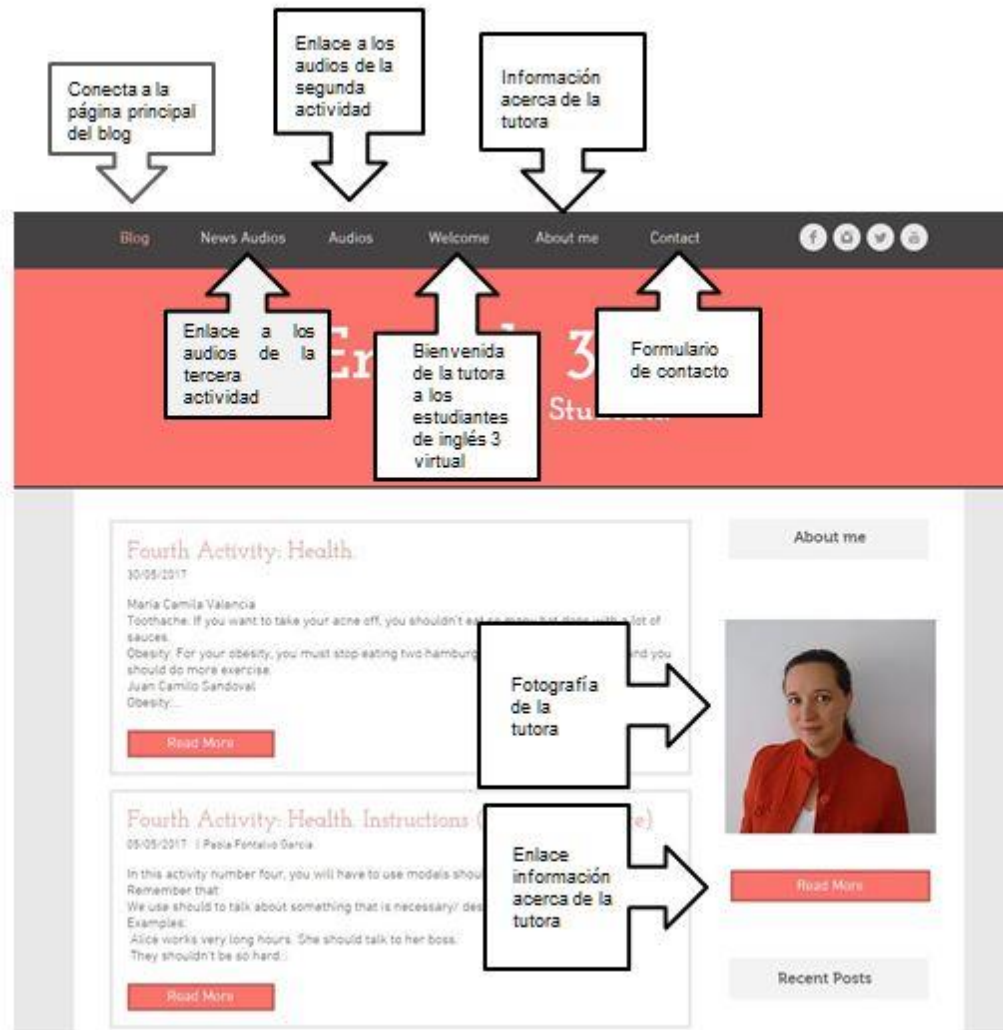 Conecta a la
página principal
del blog
Enlace a los
audios de la
segunda
actividad
Información
acerca de la
tutora
Blog News Audios Audios Welcome About me Contact
Enlace a los
audios de la
tercera
actividad
Bienvenida
de la tutora
a los
estudiantes
de inglés 3
virtual
Formulario
de contacto
3
About me
Fourth Activity: Health.
30/05/2017
María Camila Valencia
Toothache: If you want to take your acne off, you shouldn't eat so many hot dogs with a lot of
sauces.
Obesity: For your obesity, you must stop eating two and you
should do more exercise.
Juan Camilo Sandoval
Obesity:...
Read More
Fotografía
de la
tutora
Fourth Activity: Health. Instructions (
05/05/2017 | Paola Fontalvo Garcia
In this activity number four, you will have to use modals
Remember that:
We use should to talk about something that is necessary/
Examples:
Alice works very long hours. She should talk to her boss.
They shouldn't be so hard
Read More
Enlace
información
acerca de la
tutora
Read More
Recent Posts